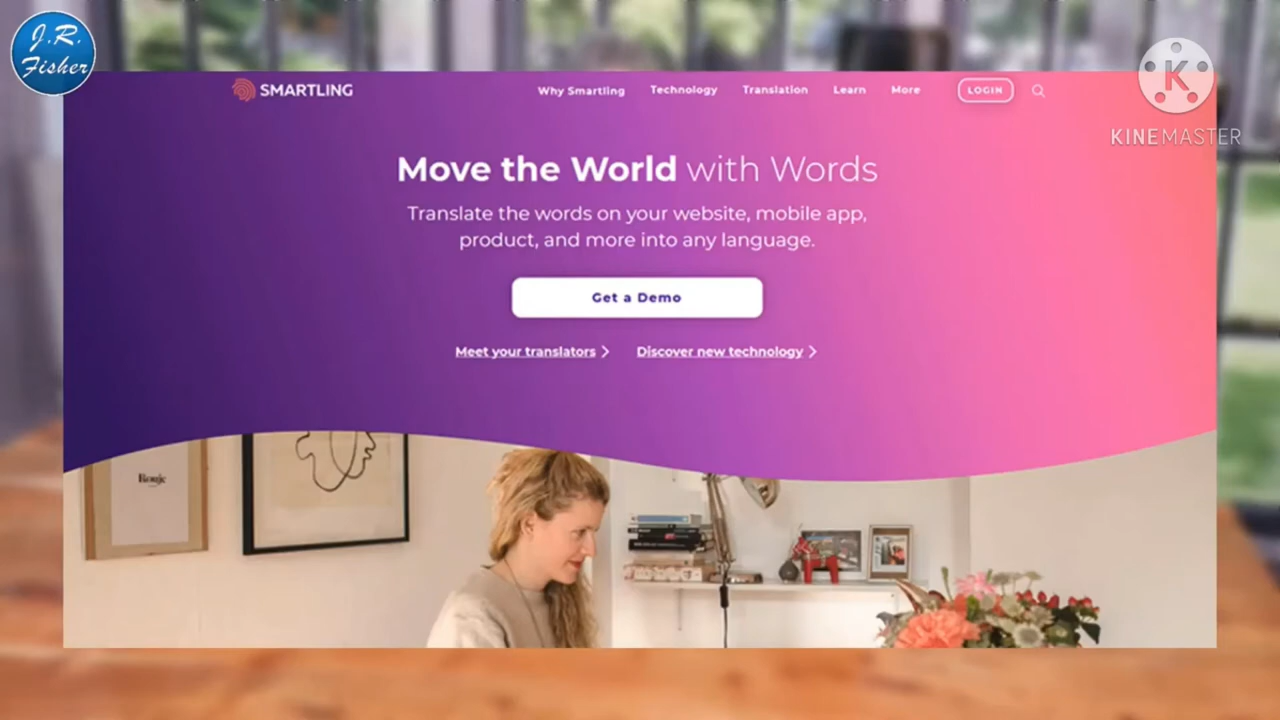 J.R.
Fisher
K
KINEMASTER
SMARTLING
Why Smartling
Technology
Translation
Learn
More
LOGIN
Move the World with Words
Translate the words on your website, mobile app,
product, and more into any language.
Get a Demo
Meet your translators
Discover new technology
Rouje